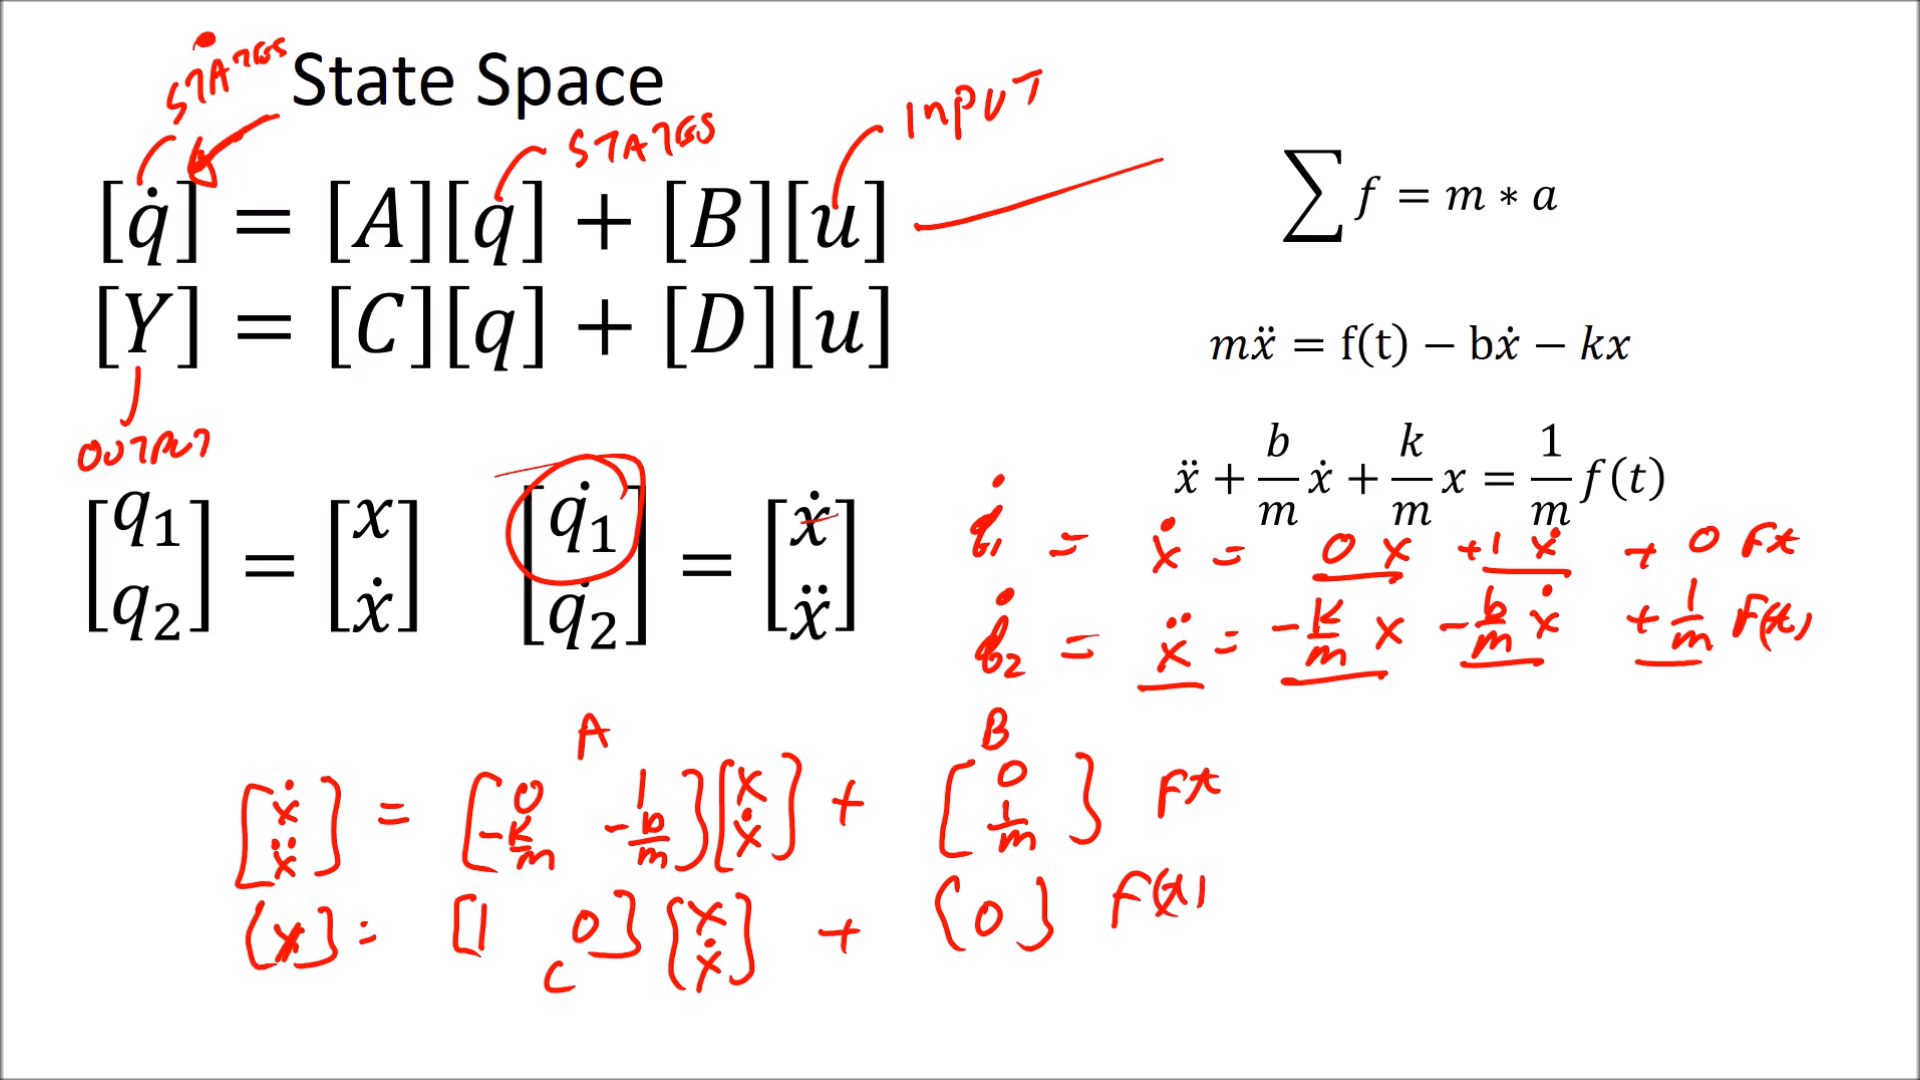 STATES
State Space
STATES
INPUT
[q̇] = [A][q] + [B][u]
[Y] = [C][q] + [D][u]
OUTPUT
[q₁ q₂] = [x ẋ] [q̇₁ q̇₂] = [ẋ ẍ]
∑ f = m ∗ a
mẍ = f(t) − bẋ − kx
ẍ + b/m ẋ + k/m x = 1/m f(t)
q̇₁ = ẋ = 0 x +1 ẋ + 0 Ft
q̇₂ = ẍ = -k/m x - b/m ẋ + 1/m F(t)
A
B
[ẋ ẍ] = [0 1 -k/m -b/m][x ẋ] + [0 1/m] Ft
[x] = [1 0][x ẋ] + [0] F(t)
C